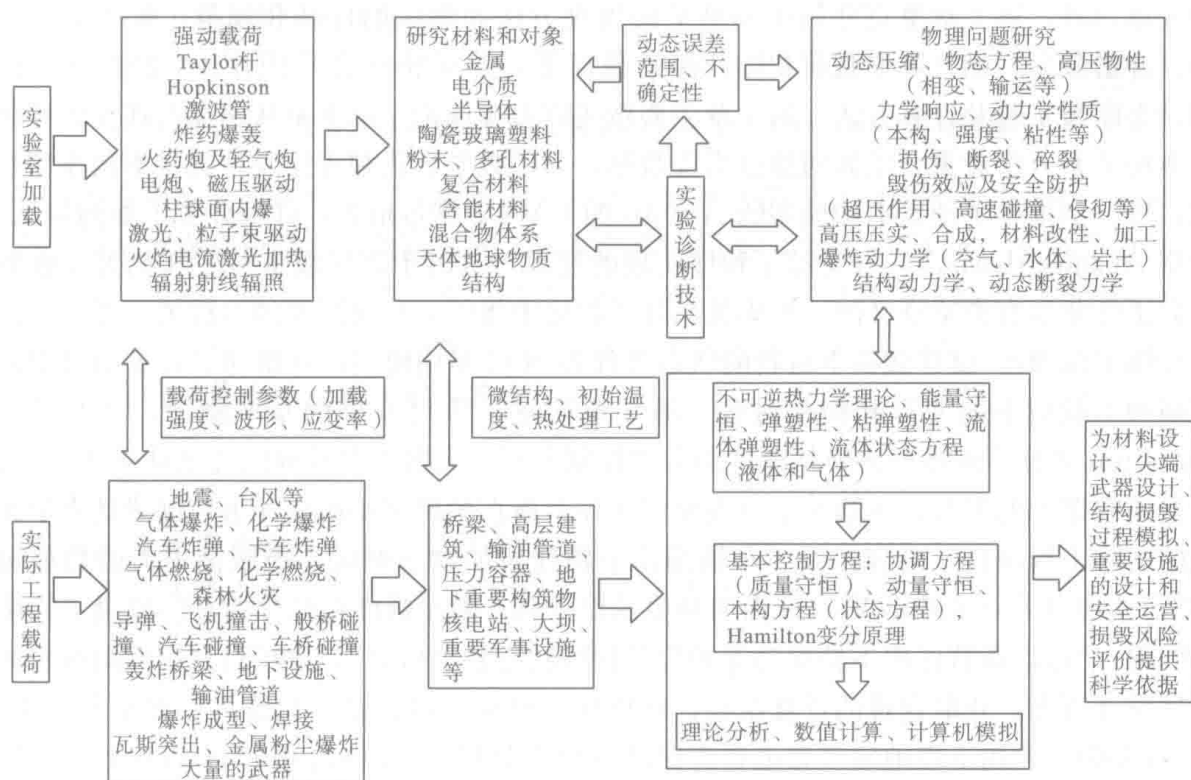 实
验
室
加
载
强动载荷
Taylor杆
Hopkinson
激波管
炸药爆轰
火药炮及轻气炮
电炮、磁压驱动
柱球面内爆
激光、粒子束驱动
火焰电流激光加热
辐射射线辐照
研究材料和对象
金属
电介质
半导体
陶瓷玻璃塑料
粉末、多孔材料
复合材料
含能材料
混合物体系
天体地球物质
结构
动态误差
范围、不
确定性
实
验
诊
断
技
术
物理问题研究
动态压缩、物态方程、高压物性
(相变、输运等)
力学响应、动力学性质
(本构、强度、粘性等)
损伤、断裂、碎裂
毁伤效应及安全防护
(超压作用、高速碰撞、侵彻等)
高压压实、合成，材料改性、加工
爆炸动力学(空气、水体、岩土)
结构动力学、动态断裂力学
载荷控制参数(加载
强度、波形、应变率)
微结构、初始温
度、热处理工艺
实
际
工
程
载
荷
地震、台风等
气体爆炸、化学爆炸
汽车炸弹、卡车炸弹
气体燃烧、化学燃烧、
森林火灾
导弹、飞机撞击、般桥碰
撞、汽车碰撞、车桥碰撞
轰炸桥梁、地下设施、
输油管道
爆炸成型、焊接
瓦斯突出、金属粉尘爆炸
大量的武器
桥梁、高层建
筑、输油管道
压力容器、地
下重要构筑物
核电站、大坝、
重要军事设施
等
不可逆热力学理论、能量守
恒、弹塑性、粘弹塑性、流
体弹塑性、流体状态方程
(液体和气体)
基本控制方程：协调方程
(质量守恒)、动量守恒、
本构方程(状态方程)，
Hamilton变分原理
理论分析、数值计算、计算机模拟
为材料设
计、尖端
武器设计、
结构损毁
过程模拟、
重要设施
的设计和
安全运营、
损毁风险
评价提供
科学依据